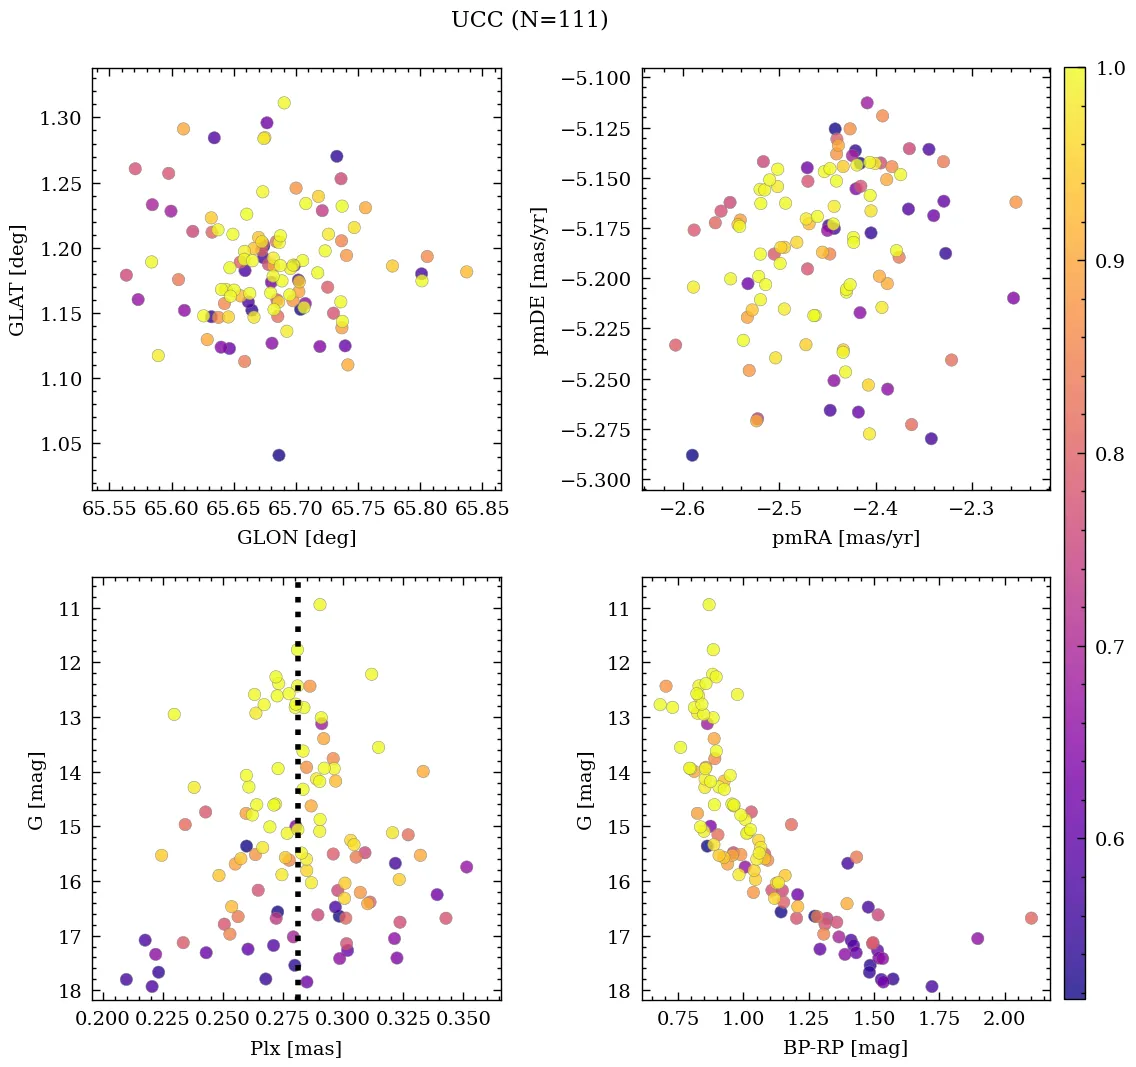 UCC (N=111)
1.30
1.25
1.20
1.15
1.10
1.05
GLAT [deg]
65.55 65.60 65.65 65.70 65.75 65.80 65.85
GLON [deg]
−5.100
−5.125
−5.150
−5.175
−5.200
−5.225
−5.250
−5.275
−5.300
pmDE [mas/yr]
−2.6 −2.5 −2.4 −2.3
pmRA [mas/yr]
1.0
0.9
0.8
0.7
0.6
11
12
13
14
15
16
17
18
G [mag]
0.200 0.225 0.250 0.275 0.300 0.325 0.350
Plx [mas]
11
12
13
14
15
16
17
18
G [mag]
0.75 1.00 1.25 1.50 1.75 2.00
BP-RP [mag]